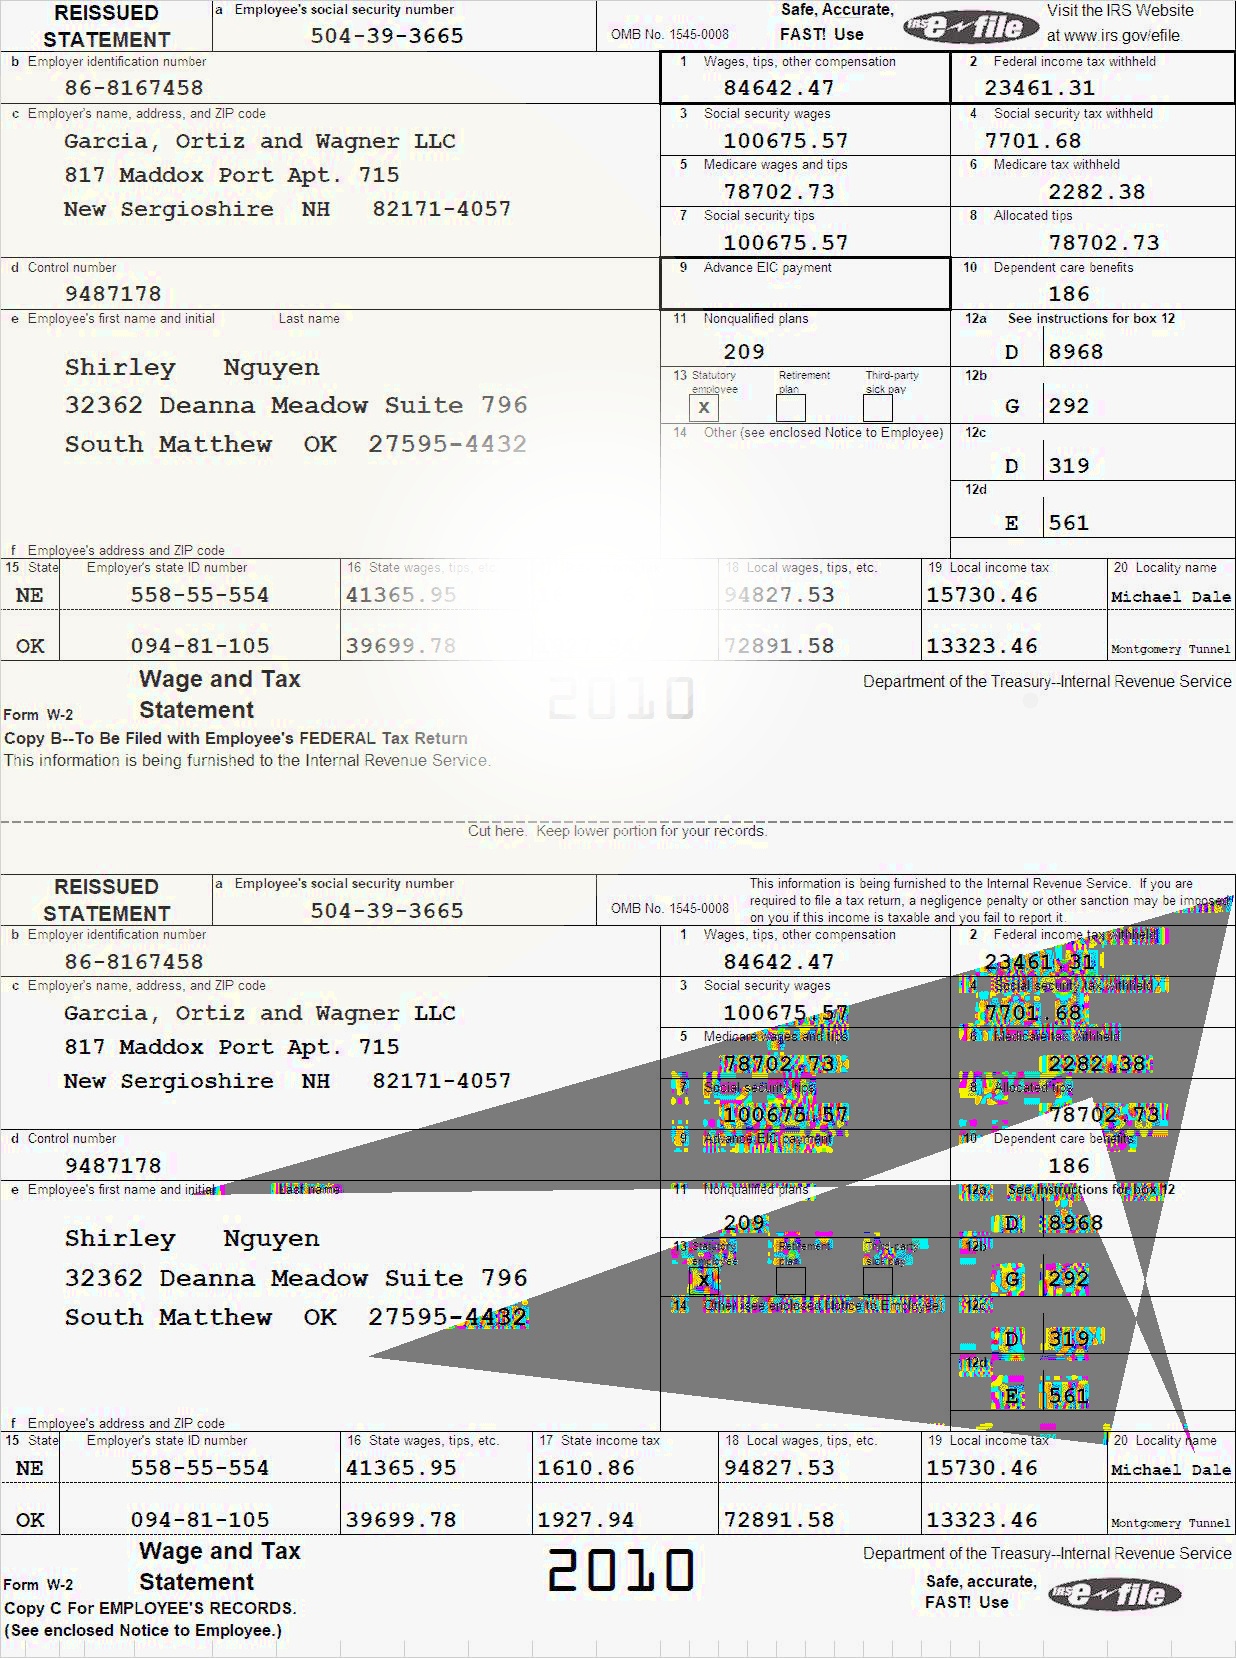 REISSUED STATEMENT
a Employee's social security number
504-39-3665
OMB No. 1545-0008
Safe, Accurate, FAST! Use
IRS e-file
Visit the IRS Website at www.irs.gov/efile
b Employer identification number
86-8167458
1 Wages, tips, other compensation
84642.47
2 Federal income tax withheld
23461.31
c Employer's name, address, and ZIP code
Garcia, Ortiz and Wagner LLC
817 Maddox Port Apt. 715
New Sergioshire NH 82171-4057
3 Social security wages
100675.57
4 Social security tax withheld
7701.68
5 Medicare wages and tips
78702.73
6 Medicare tax withheld
2282.38
7 Social security tips
100675.57
8 Allocated tips
78702.73
d Control number
9487178
9 Advance EIC payment
10 Dependent care benefits
186
e Employee's first name and initial Last name
Shirley Nguyen
32362 Deanna Meadow Suite 796
South Matthew OK 27595-4432
11 Nonqualified plans
209
12a See instructions for box 12
D 8968
13 Statutory employee Retirement plan Third-party sick pay
X
12b
G 292
14 Other (see enclosed Notice to Employee)
12c
D 319
12d
E 561
f Employee's address and ZIP code
15 State Employer's state ID number 16 State wages, tips, etc. 18 Local wages, tips, etc. 19 Local income tax 20 Locality name
NE 558-55-554 41365.95 94827.53 15730.46 Michael Dale
OK 094-81-105 39699.78 72891.58 13323.46 Montgomery Tunnel
Wage and Tax
Statement
Form W-2
2010
Department of the Treasury--Internal Revenue Service
Copy B--To Be Filed with Employee's FEDERAL Tax Return
This information is being furnished to the Internal Revenue Service.
Cut here. Keep lower portion for your records.
REISSUED STATEMENT
a Employee's social security number
504-39-3665
OMB No. 1545-0008
This information is being furnished to the Internal Revenue Service. If you are
required to file a tax return, a negligence penalty or other sanction may be imposed
on you if this income is taxable and you fail to report it.
b Employer identification number
86-8167458
1 Wages, tips, other compensation
84642.47
2 Federal income tax withheld
23461.31
c Employer's name, address, and ZIP code
Garcia, Ortiz and Wagner LLC
817 Maddox Port Apt. 715
New Sergioshire NH 82171-4057
3 Social security wages
100675.57
4 Social security tax withheld
7701.68
5 Medicare wages and tips
78702.73
6 Medicare tax withheld
2282.38
7 Social security tips
100675.57
8 Allocated tips
78702.73
d Control number
9487178
9 Advance EIC payment
10 Dependent care benefits
186
e Employee's first name and initial Last name
Shirley Nguyen
32362 Deanna Meadow Suite 796
South Matthew OK 27595-4432
11 Nonqualified plans
209
12a See instructions for box 12
D 8968
13 Statutory employee Retirement plan Third-party sick pay
X
12b
G 292
14 Other (see enclosed Notice to Employee)
12c
D 319
12d
E 561
f Employee's address and ZIP code
15 State Employer's state ID number 16 State wages, tips, etc. 17 State income tax 18 Local wages, tips, etc. 19 Local income tax 20 Locality name
NE 558-55-554 41365.95 1610.86 94827.53 15730.46 Michael Dale
OK 094-81-105 39699.78 1927.94 72891.58 13323.46 Montgomery Tunnel
Wage and Tax
Statement
Form W-2
2010
Department of the Treasury--Internal Revenue Service
Safe, accurate, FAST! Use
IRS e-file
Copy C For EMPLOYEE'S RECORDS.
(See enclosed Notice to Employee.)